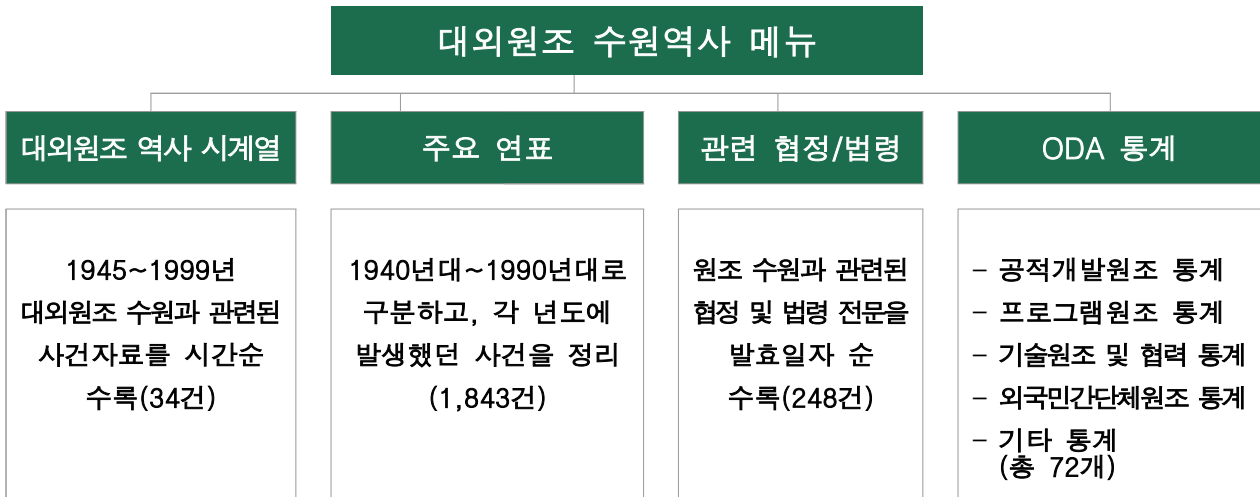 대외원조 수원역사 메뉴
대외원조 역사 시계열
1945~1999년
대외원조 수원과 관련된
사건자료를 시간순
수록(34건)
주요 연표
1940년대~1990년대로
구분하고, 각 년도에
발생했던 사건을 정리
(1,843건)
관련 협정/법령
원조 수원과 관련된
협정 및 법령 전문을
발효일자 순
수록(248건)
ODA 통계
- 공적개발원조 통계
- 프로그램원조 통계
- 기술원조 및 협력 통계
- 외국민간단체원조 통계
- 기타 통계
(총 72개)